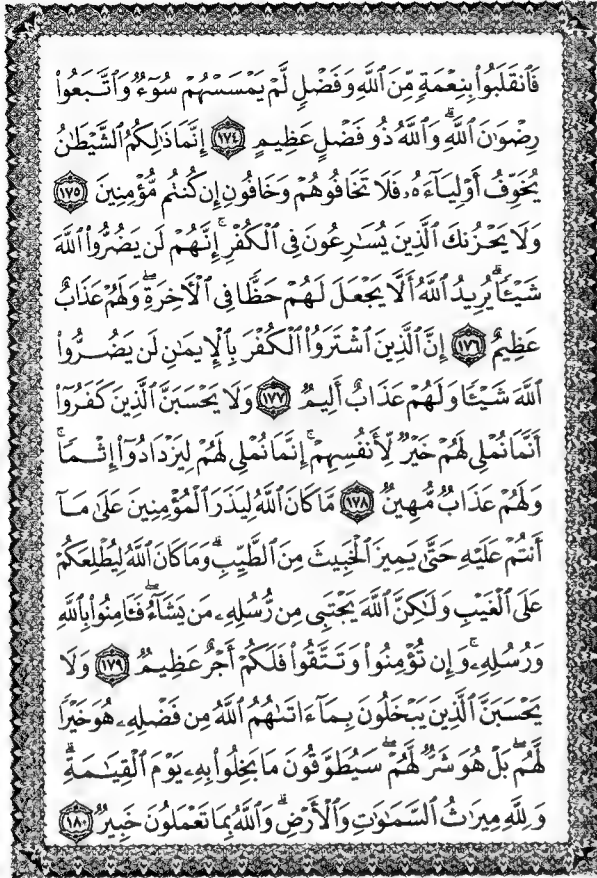 فَٱنقَلَبُوا۟ بِنِعْمَةٍ مِّنَ ٱللَّهِ وَفَضْلٍ لَّمْ يَمْسَسْهُمْ سُوٓءٌ وَٱتَّبَعُوا۟
رِضْوَٰنَ ٱللَّهِ ۗ وَٱللَّهُ ذُو فَضْلٍ عَظِيمٍ ١٧٤ إِنَّمَا ذَٰلِكُمُ ٱلشَّيْطَٰنُ
يُخَوِّفُ أَوْلِيَآءَهُۥ فَلَا تَخَافُوهُمْ وَخَافُونِ إِن كُنتُم مُّؤْمِنِينَ ١٧٥
وَلَا يَحْزُنكَ ٱلَّذِينَ يُسَٰرِعُونَ فِى ٱلْكُفْرِ ۚ إِنَّهُمْ لَن يَضُرُّوا۟ ٱللَّهَ
شَيْـًٔا ۗ يُرِيدُ ٱللَّهُ أَلَّا يَجْعَلَ لَهُمْ حَظًّا فِى ٱلْـَٔاخِرَةِ ۖ وَلَهُمْ عَذَابٌ
عَظِيمٌ ١٧٦ إِنَّ ٱلَّذِينَ ٱشْتَرَوُا۟ ٱلْكُفْرَ بِٱلْإِيمَٰنِ لَن يَضُرُّوا۟
ٱللَّهَ شَيْـًٔا وَلَهُمْ عَذَابٌ أَلِيمٌ ١٧٧ وَلَا يَحْسَبَنَّ ٱلَّذِينَ كَفَرُوٓا۟
أَنَّمَا نُمْلِى لَهُمْ خَيْرٌ لِّأَنفُسِهِمْ ۚ إِنَّمَا نُمْلِى لَهُمْ لِيَزْدَادُوٓا۟ إِثْمًا ۚ
وَلَهُمْ عَذَابٌ مُّهِينٌ ١٧٨ مَّا كَانَ ٱللَّهُ لِيَذَرَ ٱلْمُؤْمِنِينَ عَلَىٰ مَآ
أَنتُمْ عَلَيْهِ حَتَّىٰ يَمِيزَ ٱلْخَبِيثَ مِنَ ٱلطَّيِّبِ ۗ وَمَا كَانَ ٱللَّهُ لِيُطْلِعَكُمْ
عَلَى ٱلْغَيْبِ وَلَٰكِنَّ ٱللَّهَ يَجْتَبِى مِن رُّسُلِهِۦ مَن يَشَآءُ ۖ فَـَٔامِنُوا۟ بِٱللَّهِ
وَرُسُلِهِۦ ۚ وَإِن تُؤْمِنُوا۟ وَتَتَّقُوا۟ فَلَكُمْ أَجْرٌ عَظِيمٌ ١٧٩ وَلَا
يَحْسَبَنَّ ٱلَّذِينَ يَبْخَلُونَ بِمَآ ءَاتَىٰهُمُ ٱللَّهُ مِن فَضْلِهِۦ هُوَ خَيْرًا
لَّهُم ۖ بَلْ هُوَ شَرٌّ لَّهُمْ ۖ سَيُطَوَّقُونَ مَا بَخِلُوا۟ بِهِۦ يَوْمَ ٱلْقِيَٰمَةِ ۗ
وَلِلَّهِ مِيرَٰثُ ٱلسَّمَٰوَٰتِ وَٱلْأَرْضِ ۗ وَٱللَّهُ بِمَا تَعْمَلُونَ خَبِيرٌ ١٨٠